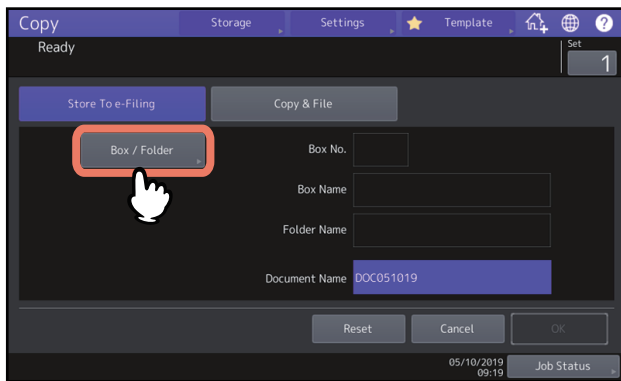 Copy Storage Settings Template ?
Ready Set
1
Store To e-Filing Copy & File
Box / Folder Box No.
Box Name
Folder Name
Document Name DOC051019
Reset Cancel OK
05/10/2019
09:19
Job Status